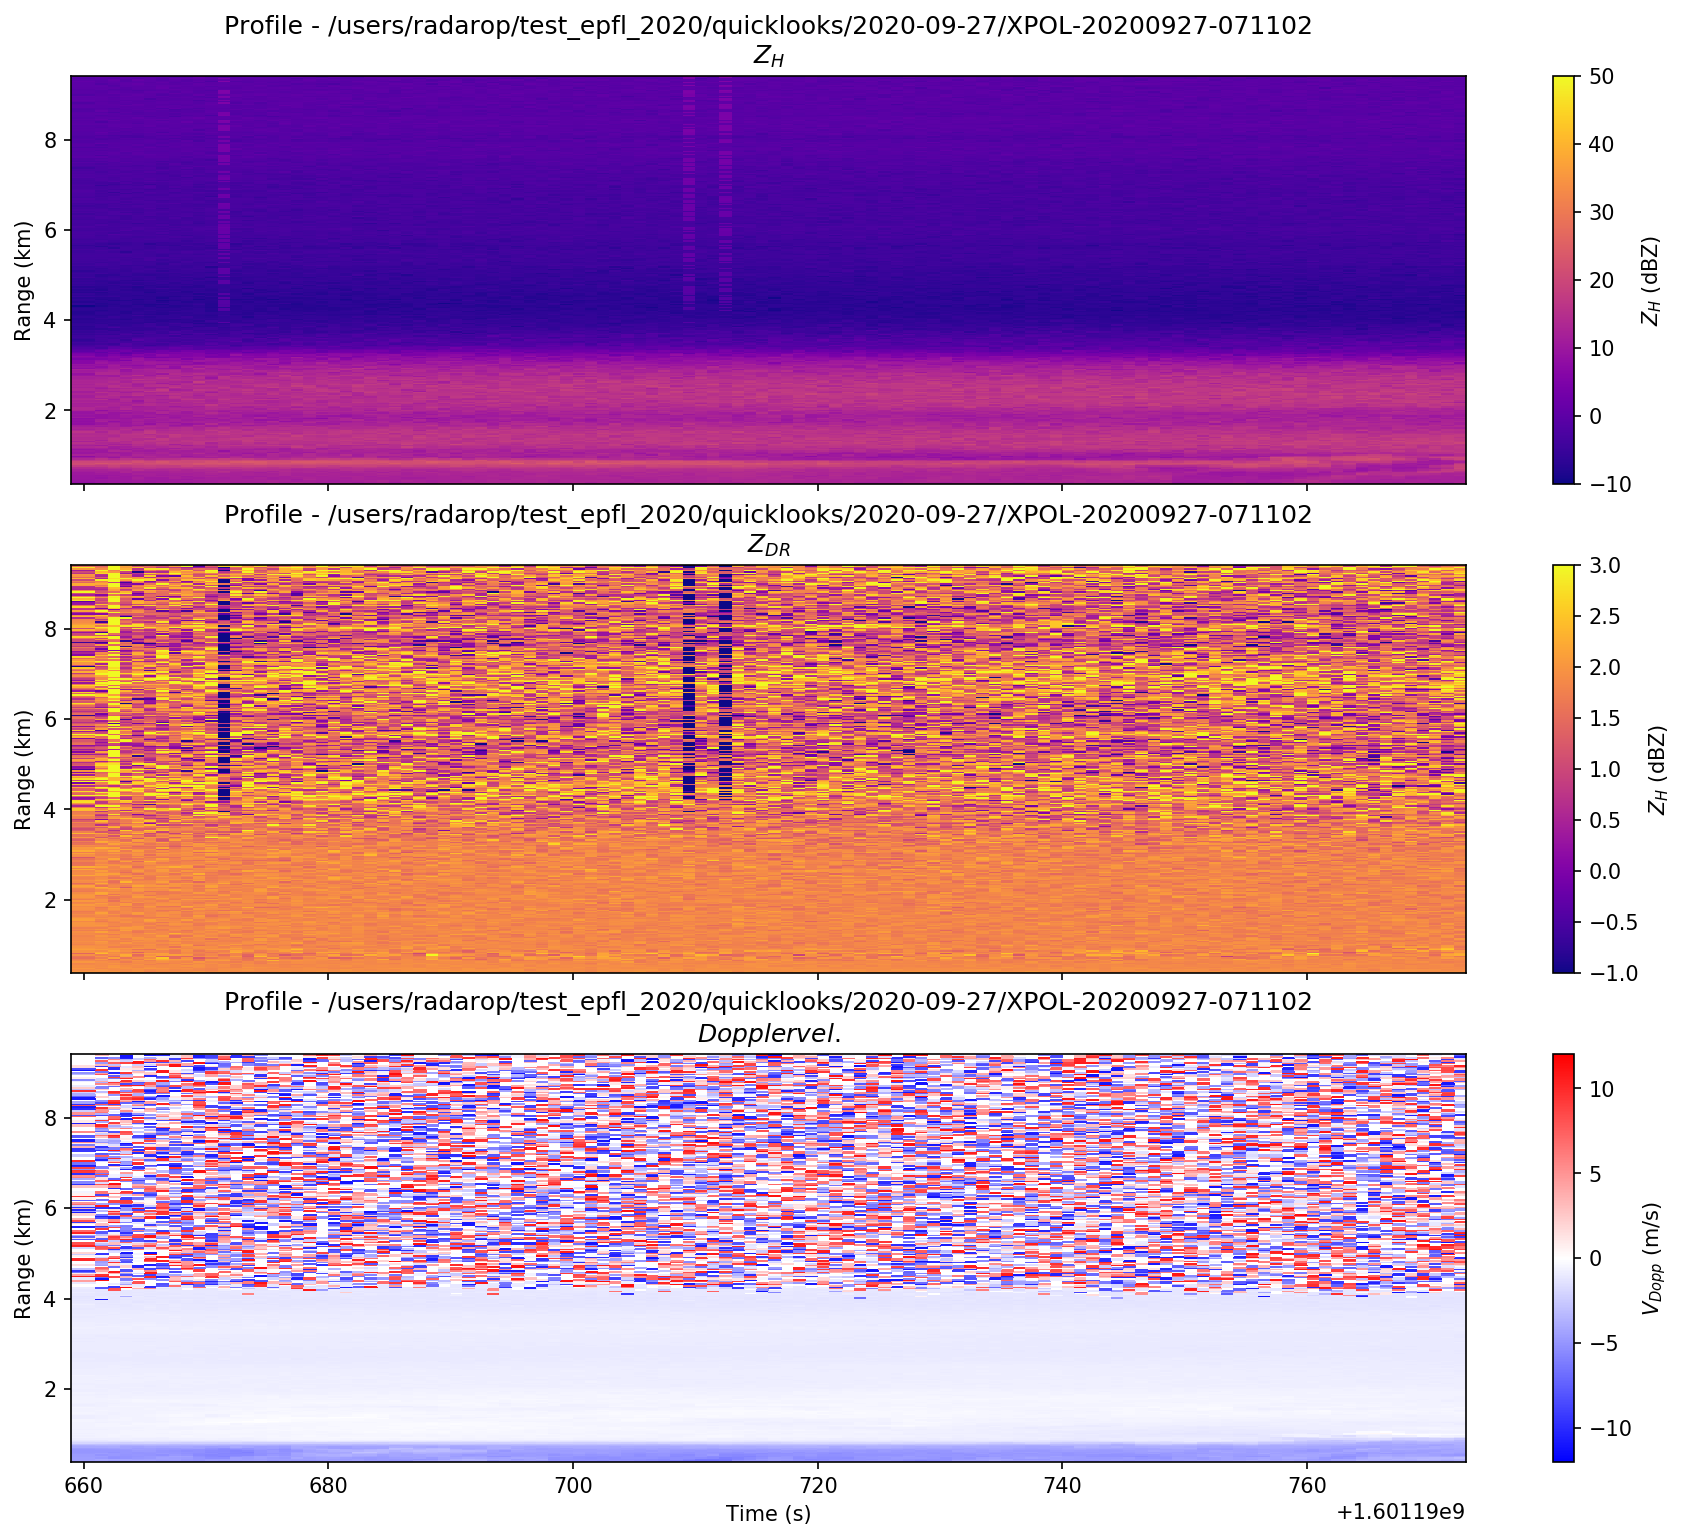 Profile - /users/radarop/test_epfl_2020/quicklooks/2020-09-27/XPOL-20200927-071102
Z_H
Range (km)
8
6
4
2
50
40
30
20
10
0
−10
Z_H (dBZ)
Profile - /users/radarop/test_epfl_2020/quicklooks/2020-09-27/XPOL-20200927-071102
Z_DR
Range (km)
8
6
4
2
3.0
2.5
2.0
1.5
1.0
0.5
0.0
−0.5
−1.0
Z_H (dBZ)
Profile - /users/radarop/test_epfl_2020/quicklooks/2020-09-27/XPOL-20200927-071102
Dopplervel.
Range (km)
8
6
4
2
10
5
0
−5
−10
V_Dopp (m/s)
660 680 700 720 740 760
Time (s)
+1.60119e9